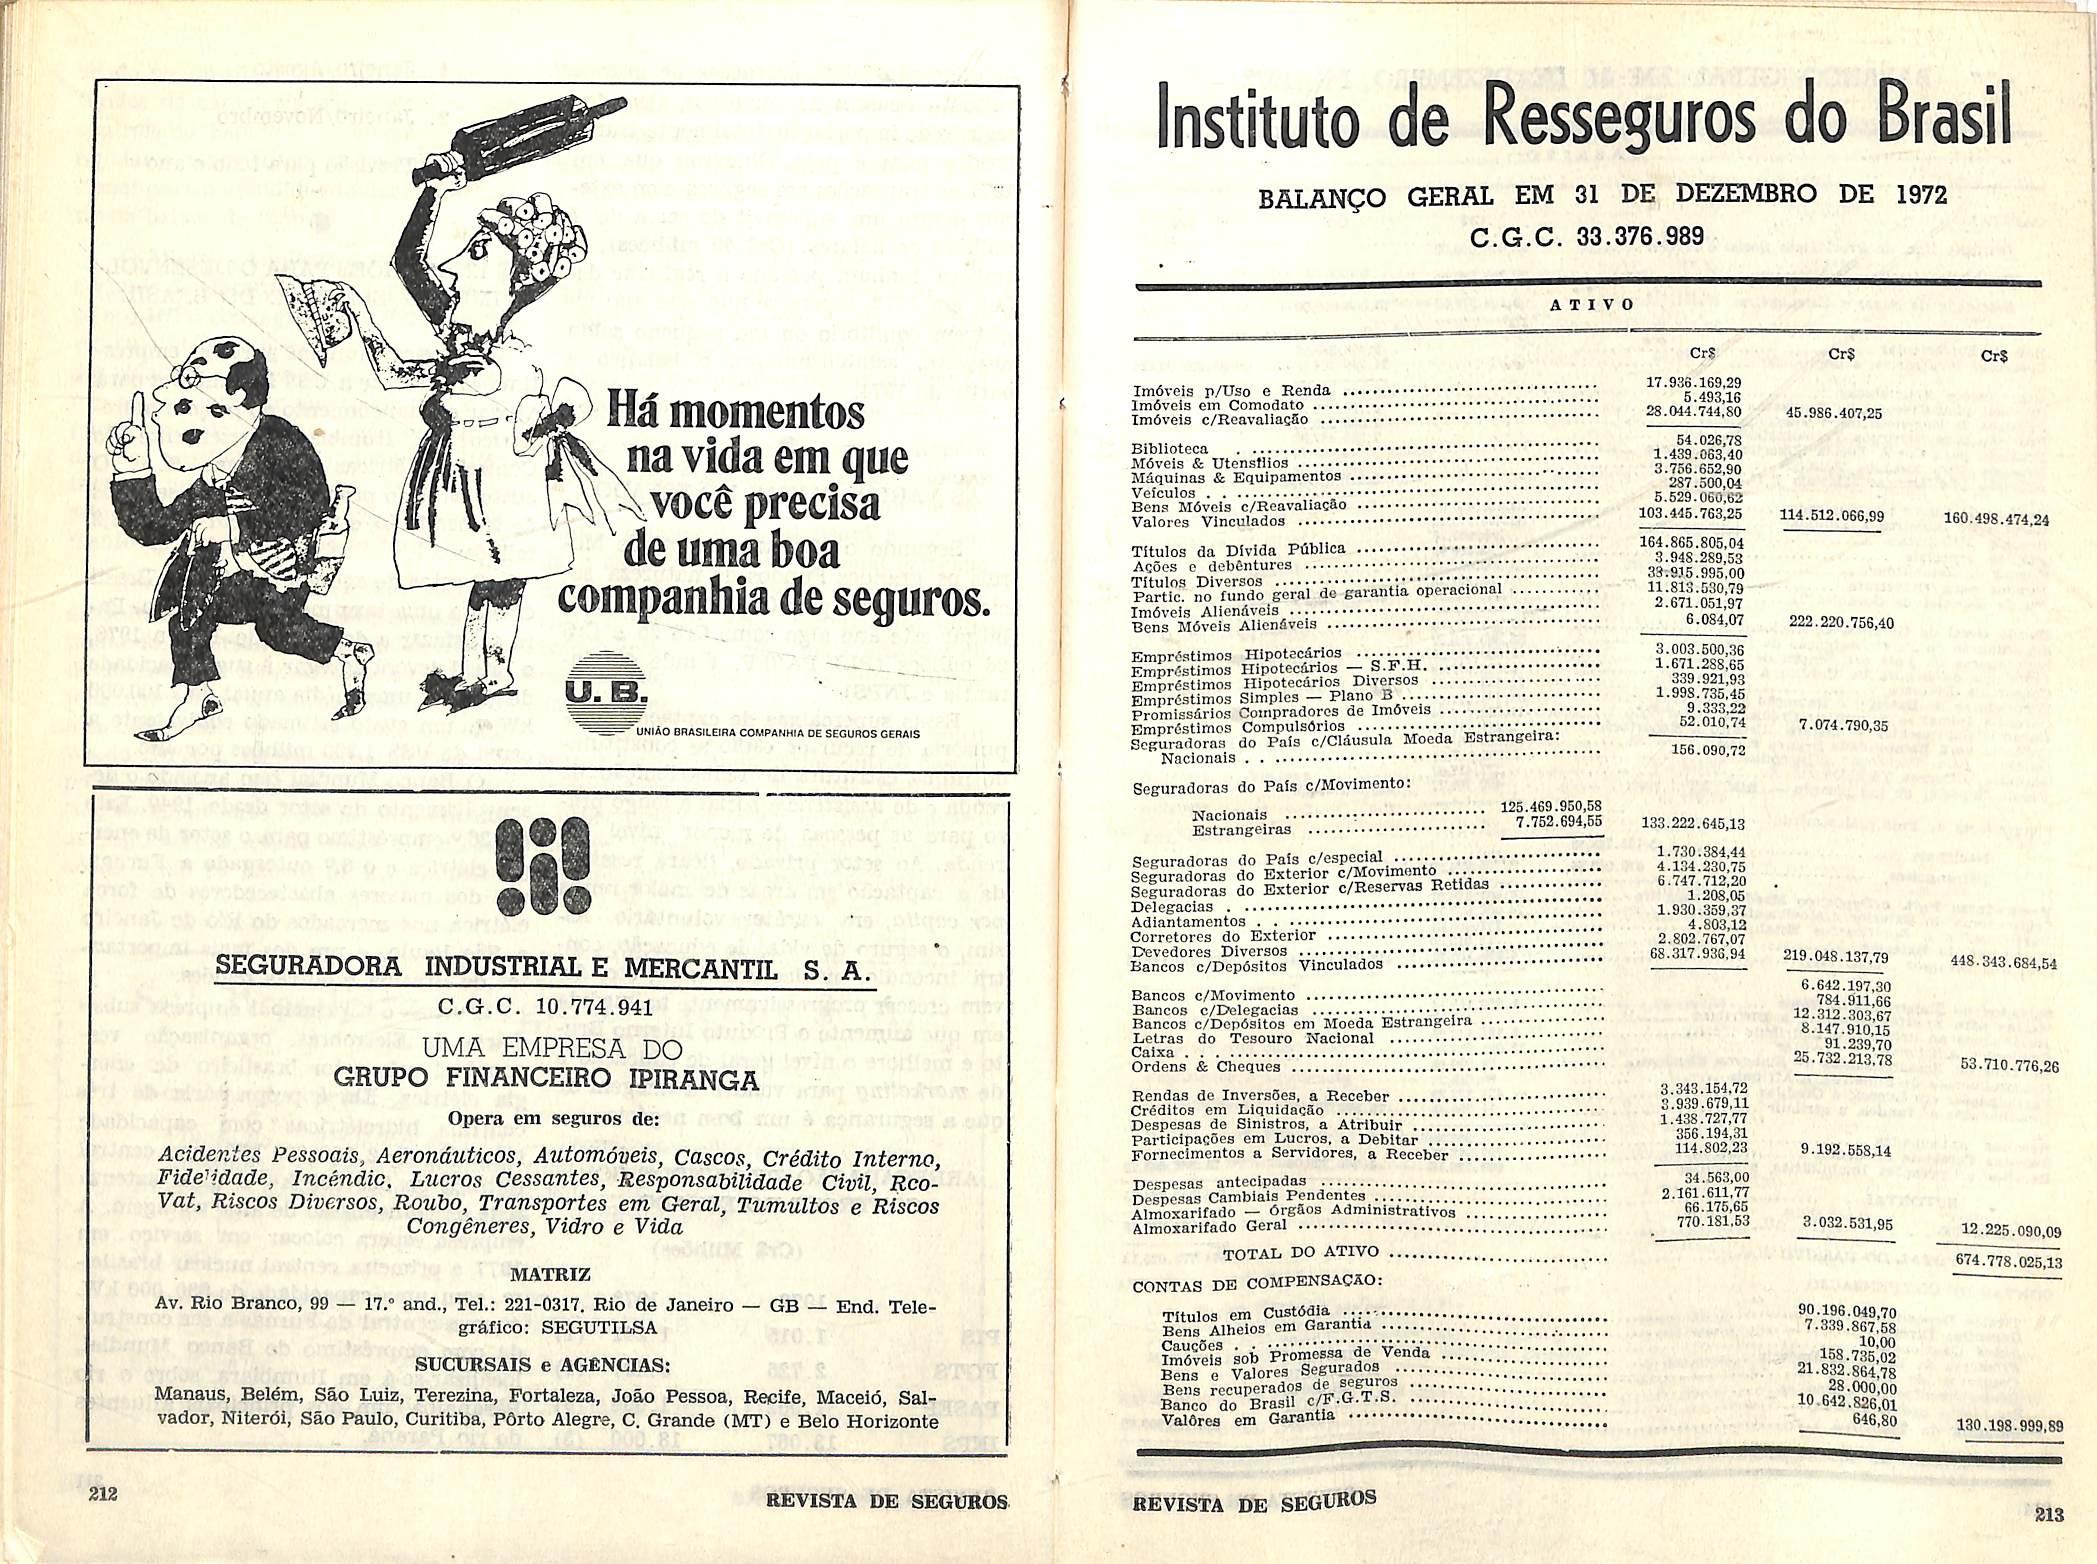 Há momentos
na vida em que
você precisa
de uma boa
companhia de seguros.
U. B.
UNIÃO BRASILEIRA COMPANHIA DE SEGUROS GERAIS
SEGURADORA INDUSTRIAL E MERCANTIL S. A.
C.G.C. 10.774.941
UMA EMPRESA DO
GRUPO FINANCEIRO IPIRANGA
Opera em seguros de:
Acidentes Pessoais, Aeronáuticos, Automóveis, Cascos, Crédito Interno,
Fidelidade, Incêndio, Lucros Cessantes, Responsabilidade Civil, Rco-
Vat, Riscos Diversos, Roubo, Transportes em Geral, Tumultos e Riscos
Congêneres, Vidro e Vida
MATRIZ
Av. Rio Branco, 99 — 17.º and., Tel.: 221-0317. Rio de Janeiro — GB — End. Tele-
gráfico: SEGUTILSA
SUCURSAIS e AGÊNCIAS:
Manaus, Belém, São Luiz, Terezina, Fortaleza, João Pessoa, Recife, Maceió, Sal-
vador, Niterói, São Paulo, Curitiba, Pôrto Alegre, C. Grande (MT) e Belo Horizonte
212
REVISTA DE SEGUROS
Instituto de Resseguros do Brasil
BALANÇO GERAL EM 31 DE DEZEMBRO DE 1972
C.G.C. 33.376.989
ATIVO
Cr$ Cr$ Cr$
Imóveis p/Uso e Renda 17.936.169,29
Imóveis em Comodato 5.493,16
Imóveis c/Reavaliação 28.044.744,80 45.986.407,25
Biblioteca 54.026,78
Móveis & Utensílios 1.439.063,40
Máquinas & Equipamentos 3.756.652,90
Veículos 287.500,04
Bens Móveis c/Reavaliação 5.529.060,62
Valores Vinculados 103.445.763,25 114.512.066,99 160.498.474,24
Títulos da Dívida Pública 164.865.805,04
Ações e debêntures 3.948.289,53
Títulos Diversos 38.915.995,00
Partic. no fundo geral de garantia operacional 11.813.530,79
Imóveis Alienáveis 2.671.051,97
Bens Móveis Alienáveis 6.084,07 222.220.756,40
Empréstimos Hipotecários 3.003.500,36
Empréstimos Hipotecários — S.F.H. 1.671.288,65
Empréstimos Hipotecários Diversos 339.921,93
Empréstimos Simples — Plano B 1.998.735,45
Promissários Compradores de Imóveis 9.333,22
Empréstimos Compulsórios 52.010,74 7.074.790,35
Seguradoras do País c/Cláusula Moeda Estrangeira:
Nacionais 156.090,72
Seguradoras do País c/Movimento:
Nacionais 125.469.950,58
Estrangeiras 7.752.694,55 133.222.645,13
Seguradoras do País c/especial 1.730.384,44
Seguradoras do Exterior c/Movimento 4.134.230,75
Seguradoras do Exterior c/Reservas Retidas 6.747.712,20
Delegacias 1.208,05
Adiantamentos 1.930.359,37
Corretores do Exterior 4.803,12
Devedores Diversos 2.802.767,07
Bancos c/Depósitos Vinculados 68.317.936,94 219.048.137,79 448.343.684,54
Bancos c/Movimento 6.642.197,30
Bancos c/Delegacias 784.911,66
Bancos c/Depósitos em Moeda Estrangeira 12.312.303,67
Letras do Tesouro Nacional 8.147.910,15
Caixa 91.239,70
Ordens & Cheques 25.732.213,78 53.710.776,26
Rendas de Inversões, a Receber 3.343.154,72
Créditos em Liquidação 3.939.679,11
Despesas de Sinistros, a Atribuir 1.438.727,77
Participações em Lucros, a Debitar 356.194,31
Fornecimentos a Servidores, a Receber 114.802,23 9.192.558,14
Despesas antecipadas 34.563,00
Despesas Cambiais Pendentes 2.161.611,77
Almoxarifado — Órgãos Administrativos 66.175,65
Almoxarifado Geral 770.181,53 3.032.531,95 12.225.090,09
TOTAL DO ATIVO 674.778.025,13
CONTAS DE COMPENSAÇÃO:
Títulos em Custódia 90.196.049,70
Bens Alheios em Garantia 7.339.867,58
Cauções 10,00
Imóveis sob Promessa de Venda 158.735,02
Bens e Valores Segurados 21.832.864,78
Bens recuperados de seguros 28.000,00
Banco do Brasil c/F.G.T.S. 10.642.826,01
Valôres em Garantia 646,80 130.198.999,89
REVISTA DE SEGUROS
213